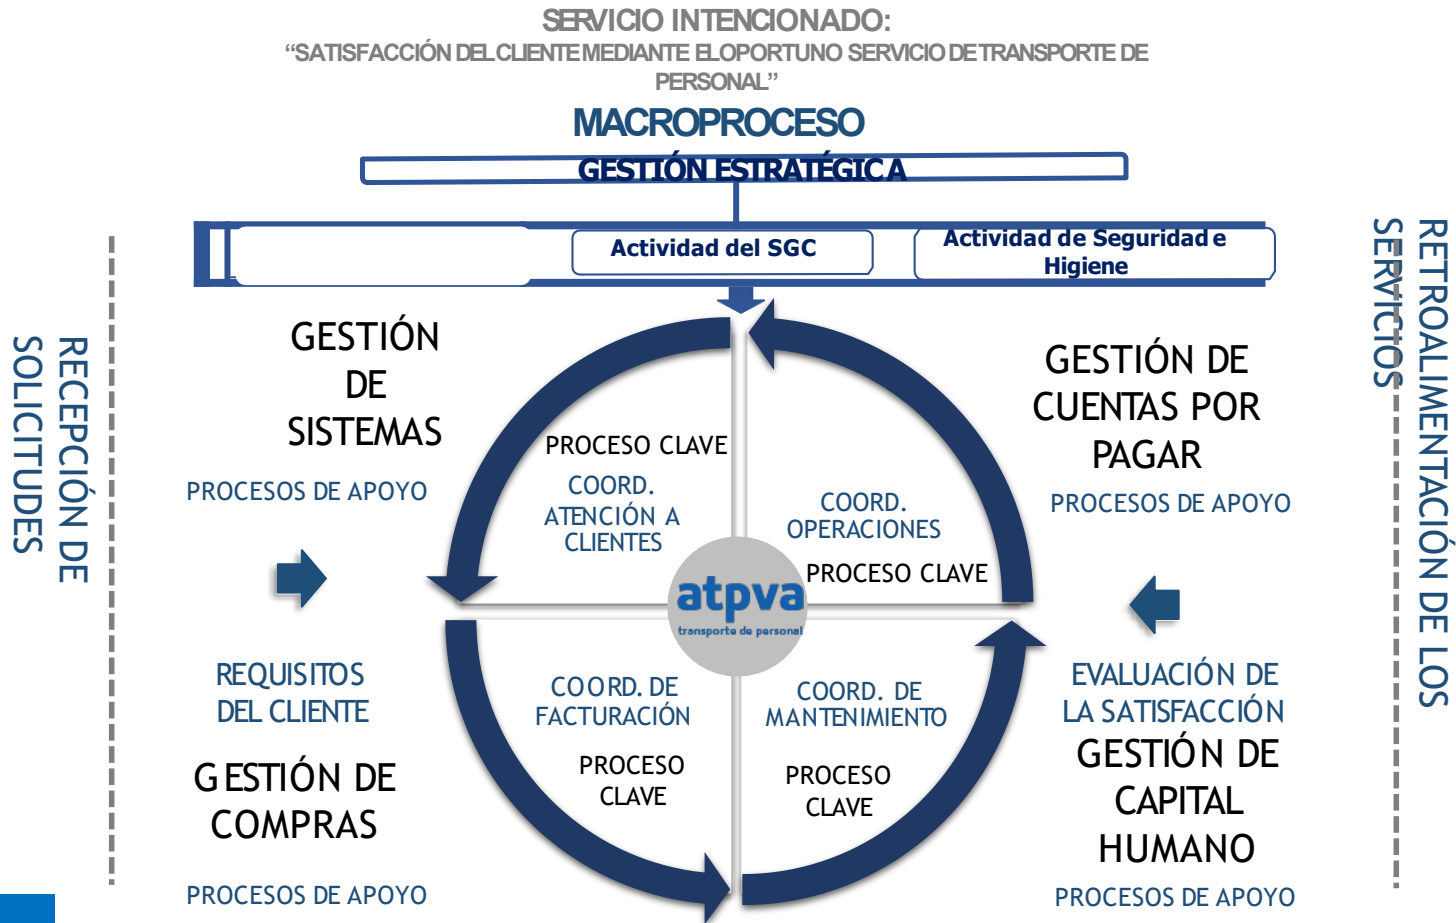 SERVICIO INTENCIONADO:
“SATISFACCIÓN DEL CLIENTE MEDIANTE EL OPORTUNO SERVICIO DE TRANSPORTE DE
PERSONAL”
MACROPROCESO
GESTIÓN ESTRATÉGICA
Actividad del SGC
Actividad de Seguridad e
Higiene
RECEPCIÓN DE
SOLICITUDES
GESTIÓN
DE
SISTEMAS
PROCESOS DE APOYO
REQUISITOS
DEL CLIENTE
GESTIÓN DE
COMPRAS
PROCESOS DE APOYO
PROCESO CLAVE
COORD.
ATENCIÓN A
CLIENTES
COORD.
OPERACIONES
PROCESO CLAVE
atpva
transporte de personal
COORD. DE
FACTURACIÓN
PROCESO
CLAVE
COORD. DE
MANTENIMIENTO
PROCESO
CLAVE
GESTIÓN DE
CUENTAS POR
PAGAR
PROCESOS DE APOYO
EVALUACIÓN DE
LA SATISFACCIÓN
GESTIÓN DE
CAPITAL
HUMANO
PROCESOS DE APOYO
RETROALIMENTACIÓN DE LOS
SERVICIOS